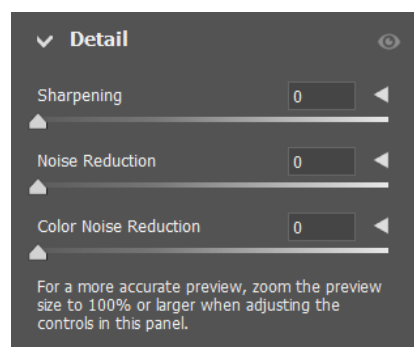 Detail
Sharpening 0
Noise Reduction 0
Color Noise Reduction 0
For a more accurate preview, zoom the preview
size to 100% or larger when adjusting the
controls in this panel.